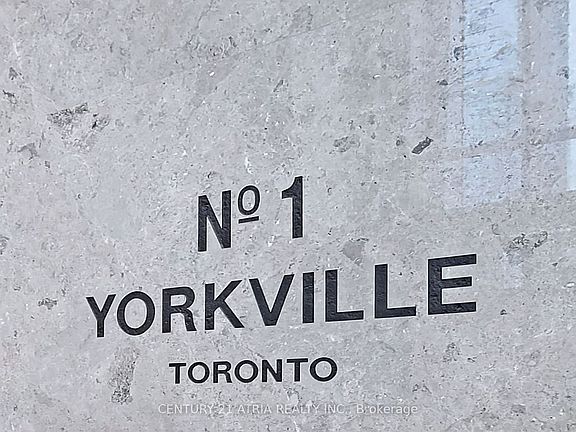 Nº 1
YORKVILLE
TORONTO
CENTURY 21 ATRIA REALTY INC., Brokerage